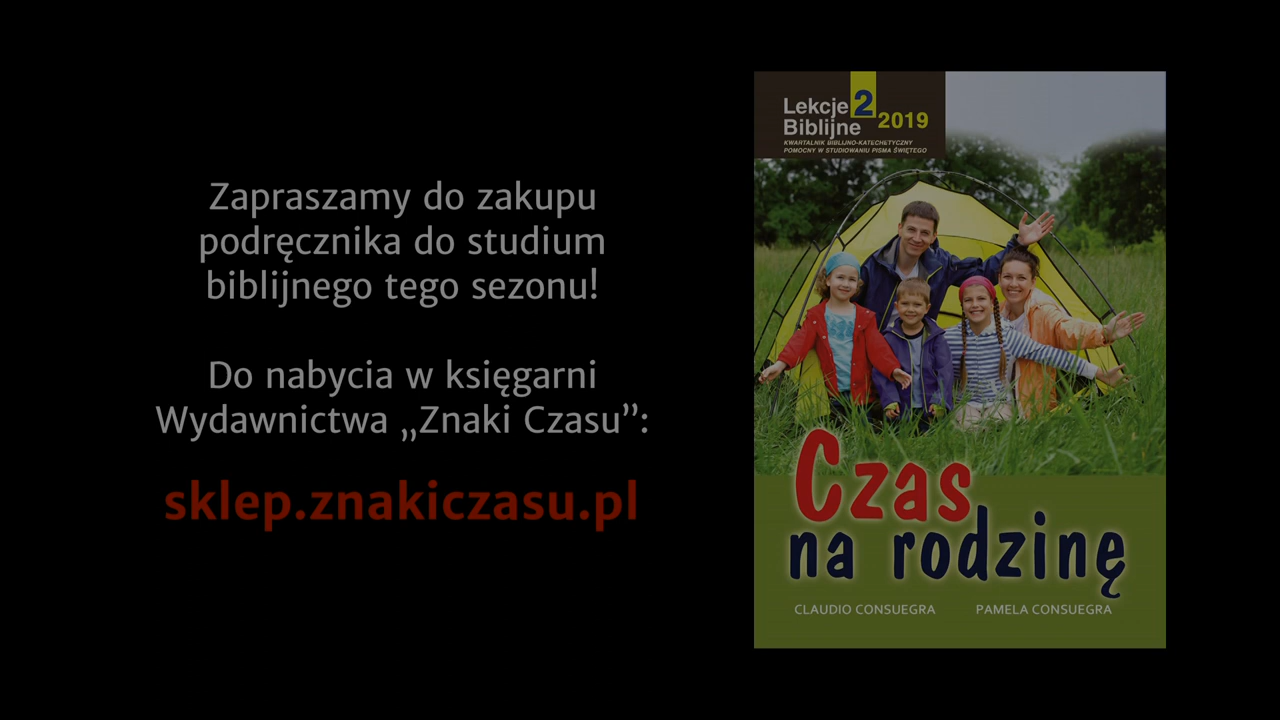 Zapraszamy do zakupu
podręcznika do studium
biblijnego tego sezonu!
Do nabycia w księgarni
Wydawnictwa „Znaki Czasu”:
sklep.znakiczasu.pl
Lekcje 2 2019
Biblijne
KWARTALNIK BIBLIJNO-KATECHETYCZNY
POMOCNY W STUDIOWANIU PISMA ŚWIĘTEGO
Czas
na rodzinę
CLAUDIO CONSUEGRA PAMELA CONSUEGRA